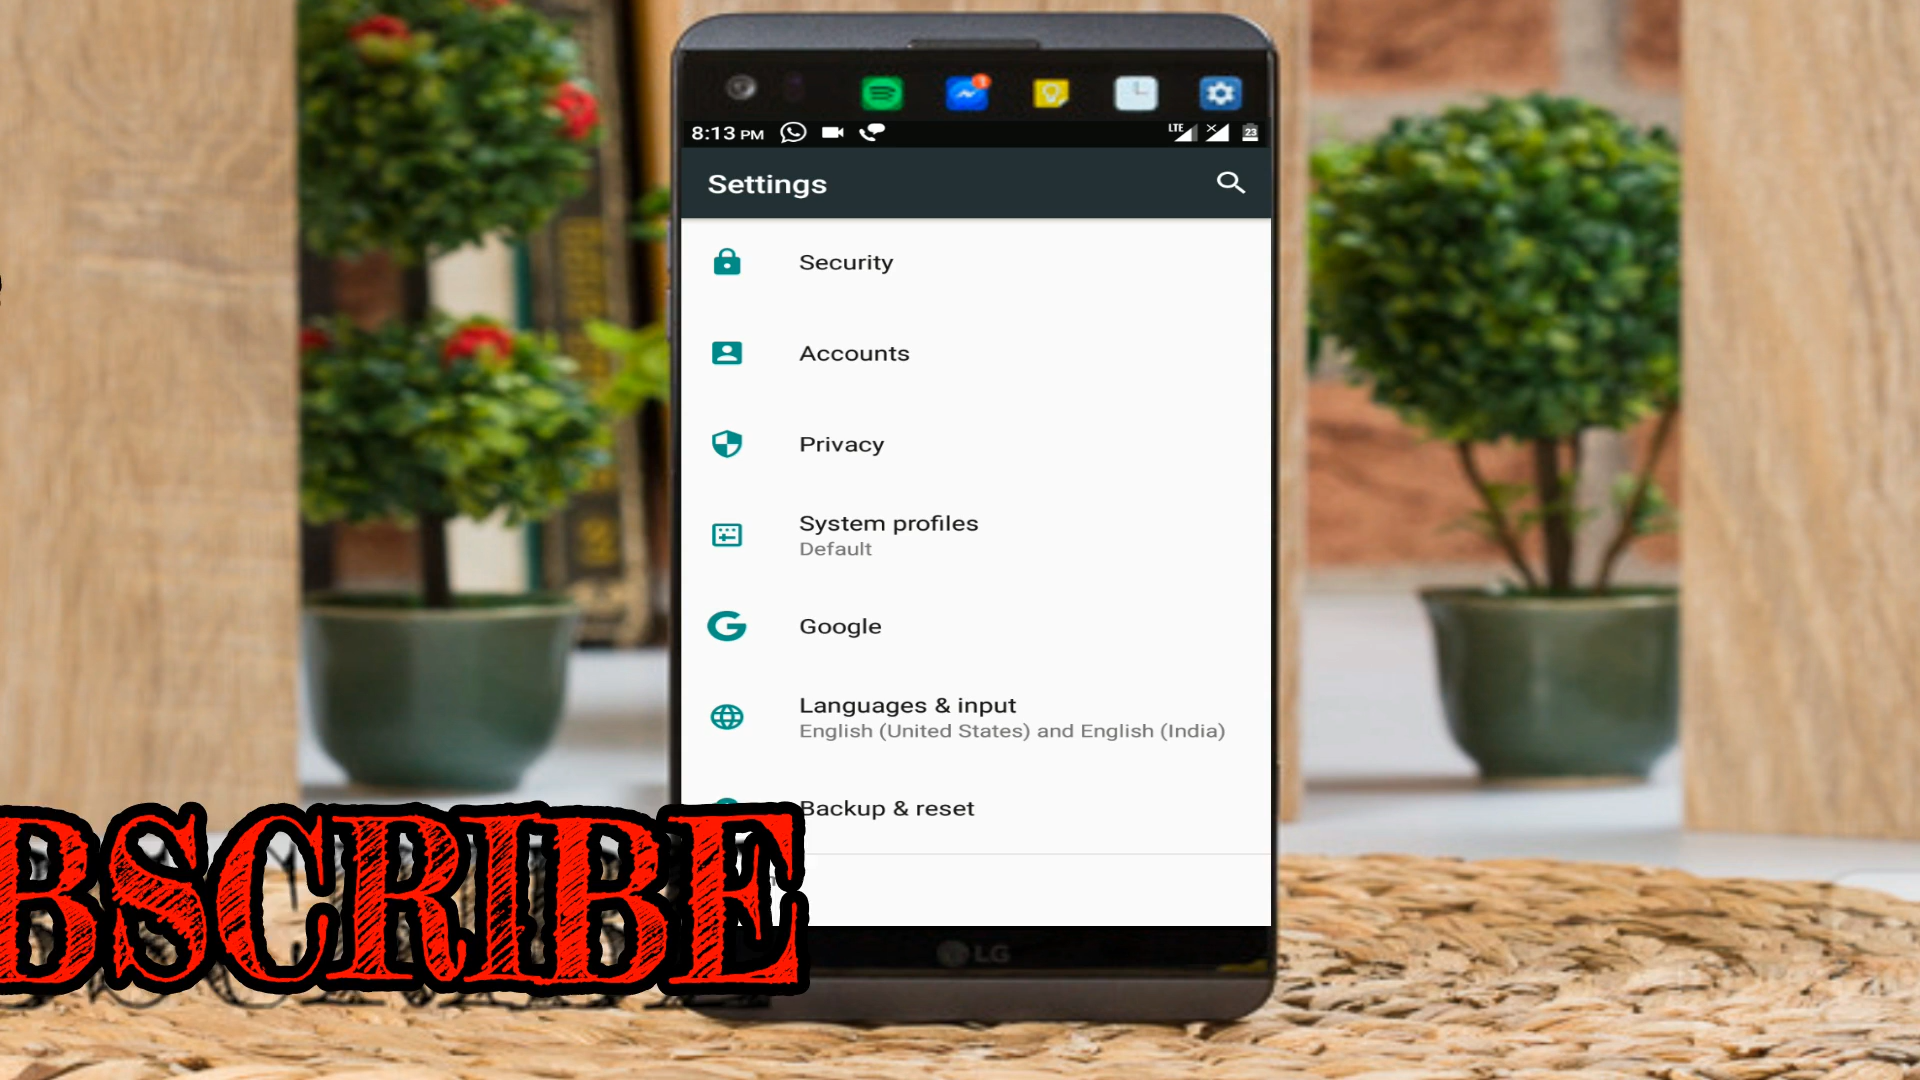 8:13 PM
LTE
23
Settings
Security
Accounts
Privacy
System profiles
Default
Google
Languages & input
English (United States) and English (India)
Backup & reset
BSCRIBE
LG